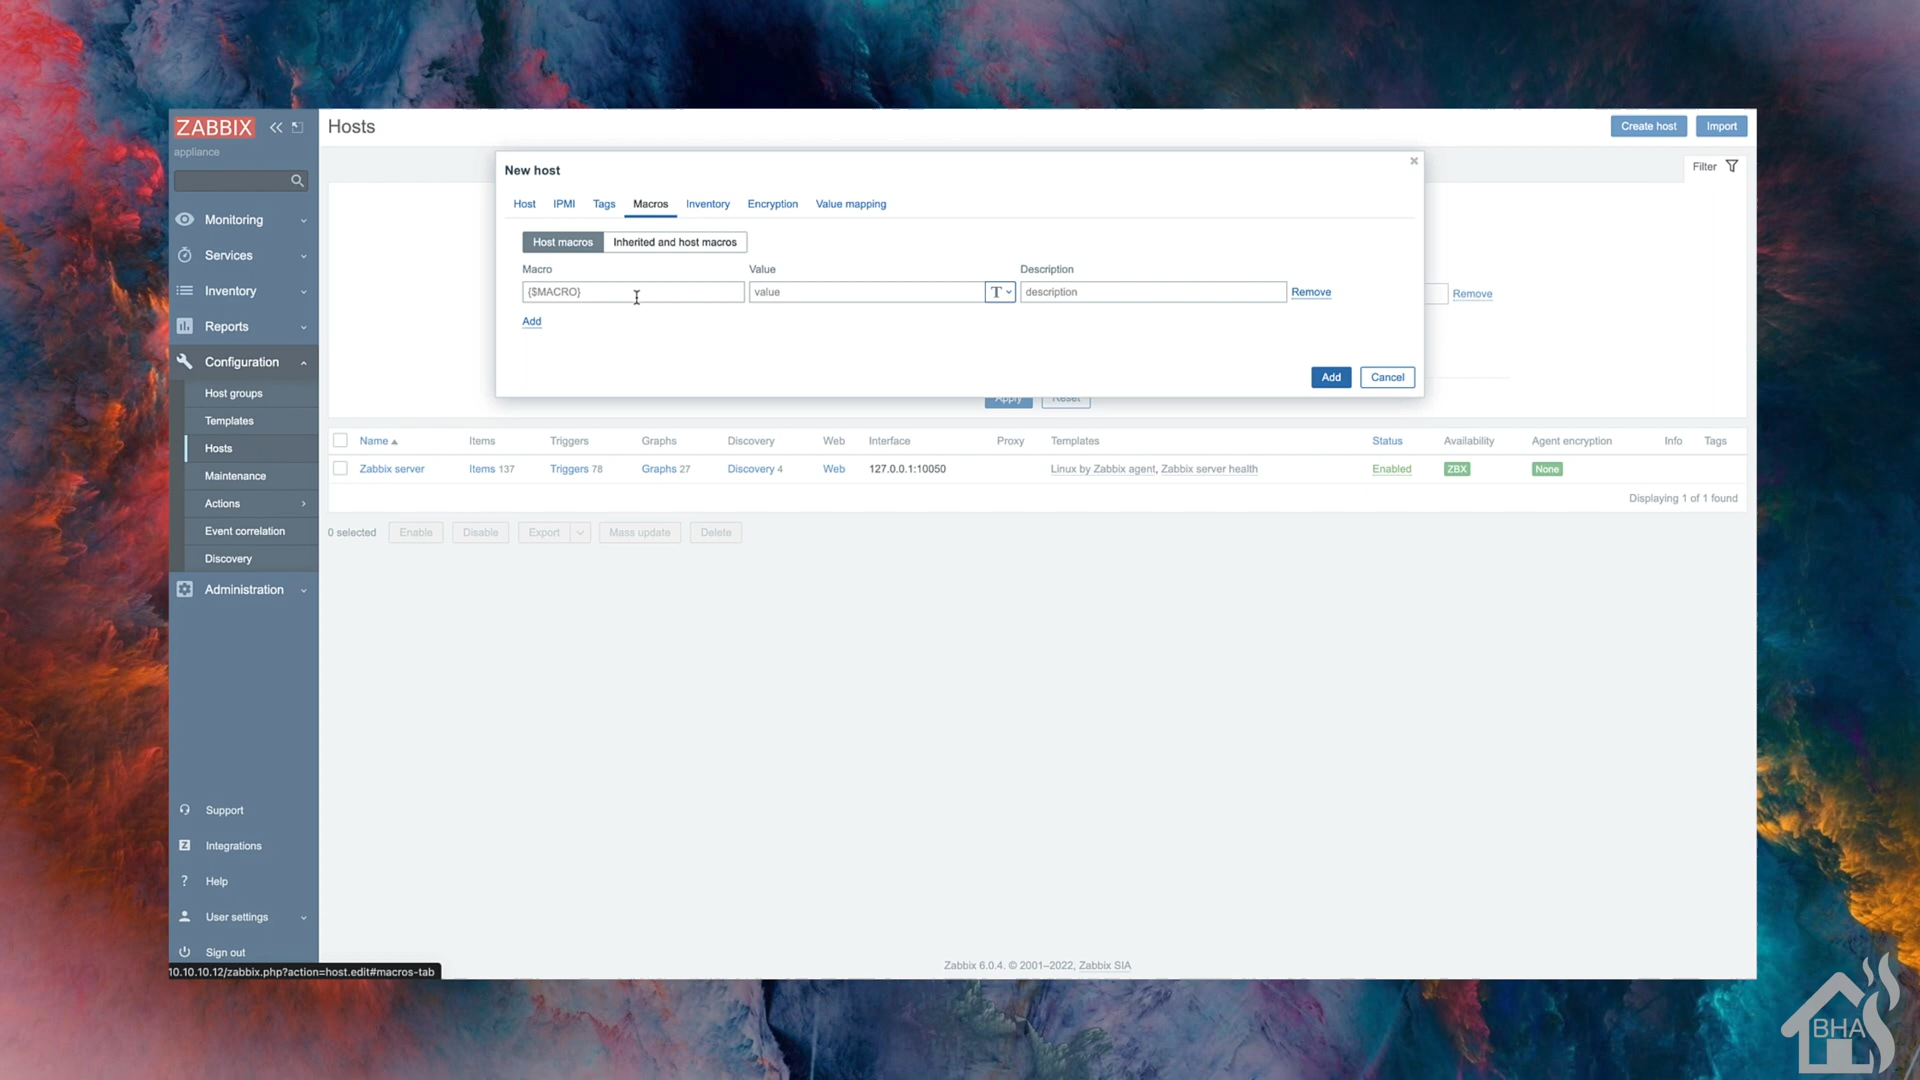 ZABBIX
appliance
Monitoring
Services
Inventory
Reports
Configuration
Host groups
Templates
Hosts
Maintenance
Actions
Event correlation
Discovery
Administration
Support
Integrations
Help
User settings
Sign out
10.10.10.12/zabbix.php?action=host.edit#macros-tab
Hosts
Create host Import
Filter
New host
Host IPMI Tags Macros Inventory Encryption Value mapping
Host macros Inherited and host macros
Macro Value Description
{$MACRO} value T description Remove
Add
Add Cancel
Remove
Apply Reset
Name Items Triggers Graphs Discovery Web Interface Proxy Templates Status Availability Agent encryption Info Tags
Zabbix server Items 137 Triggers 78 Graphs 27 Discovery 4 Web 127.0.0.1:10050 Linux by Zabbix agent, Zabbix server health Enabled ZBX None
Displaying 1 of 1 found
0 selected Enable Disable Export Mass update Delete
Zabbix 6.0.4. © 2001–2022, Zabbix SIA
BHA